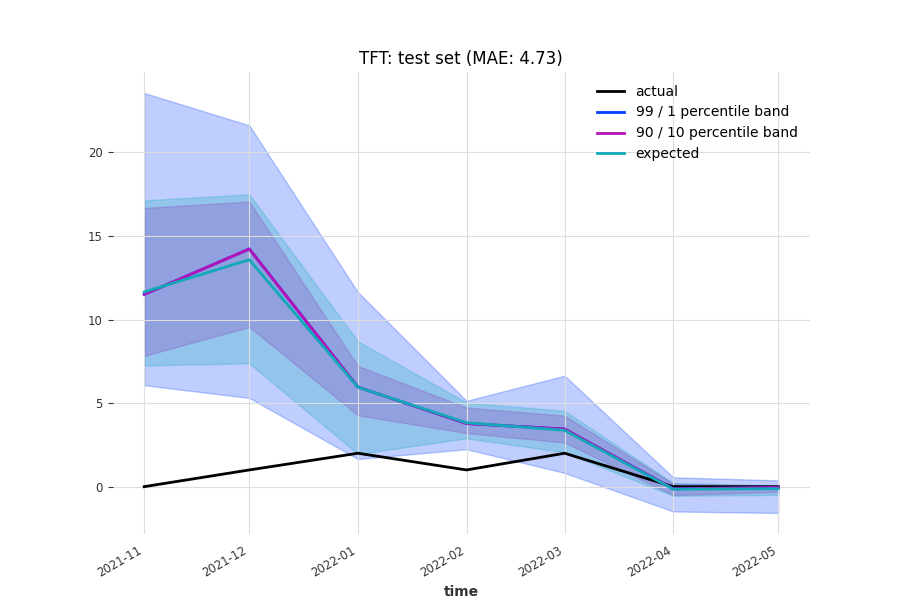 TFT: test set (MAE: 4.73)
actual
99 / 1 percentile band
90 / 10 percentile band
expected
20
15
10
5
0
2021-11
2021-12
2022-01
2022-02
2022-03
2022-04
2022-05
time